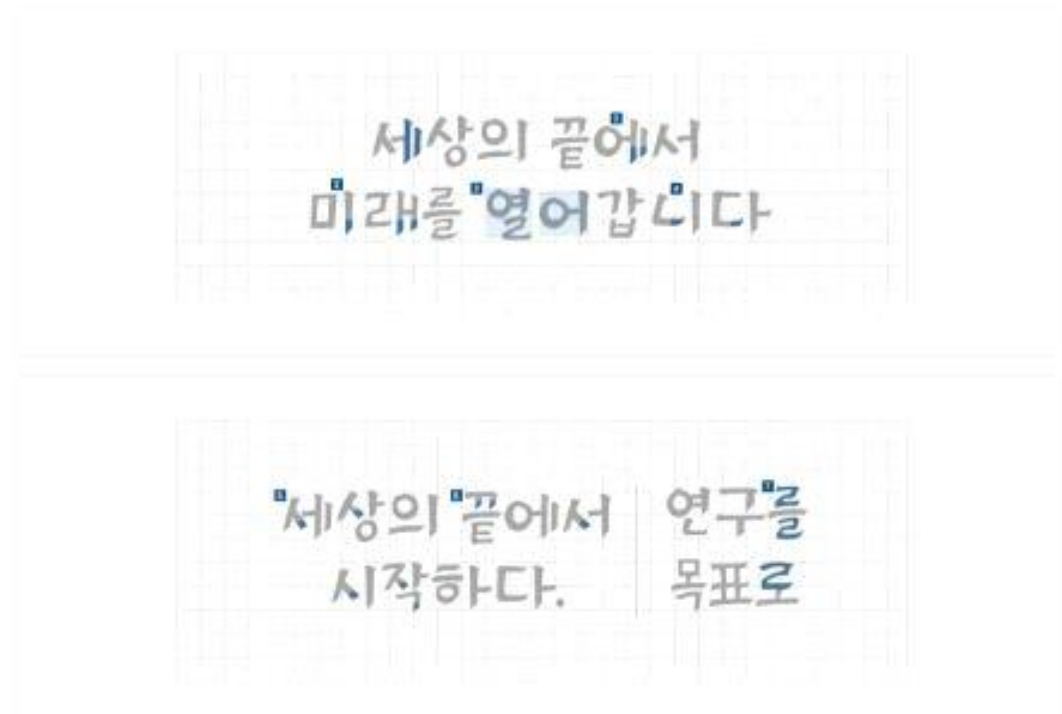 세상의 끝에서
미래를 열어갑니다
세상의 끝에서
시작하다.
연구를
목표로